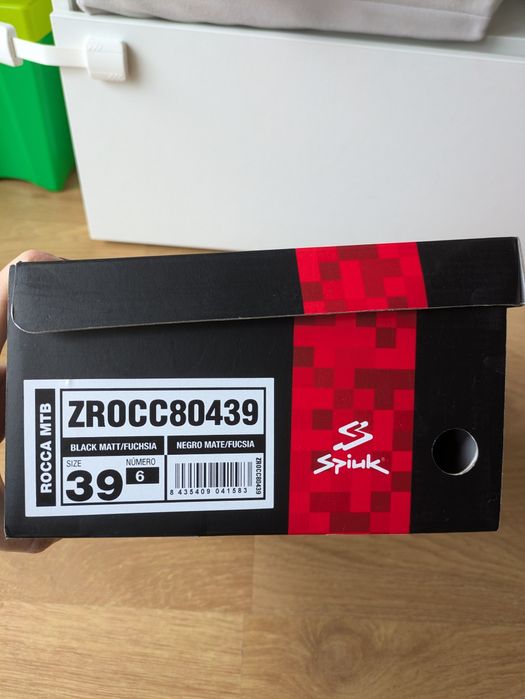 ROCCA MTB
ZROCC80439
BLACK MATT/FUCHSIA
NEGRO MATE/FUCSIA
SIZE
39
NÚMERO
6
8 435409 041583
ZROCC80439
Spiuk